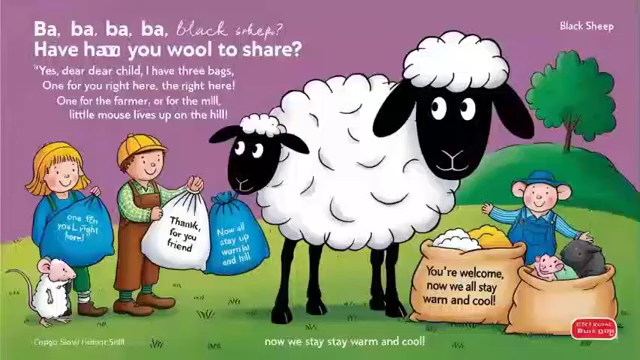 Ba, ba, ba, ba, black sheep?
Have you wool to share?
"Yes, dear dear child, I have three bags,
One for you right here, the right here!
One for the farmer, or for the mill,
little mouse lives up on the hill!
Black Sheep
one for
you right
here!
Thank,
for you
friend
Now all
stay up
warm
and hill
You're welcome,
now we all stay
warn and cool!
now we stay stay warm and cool!